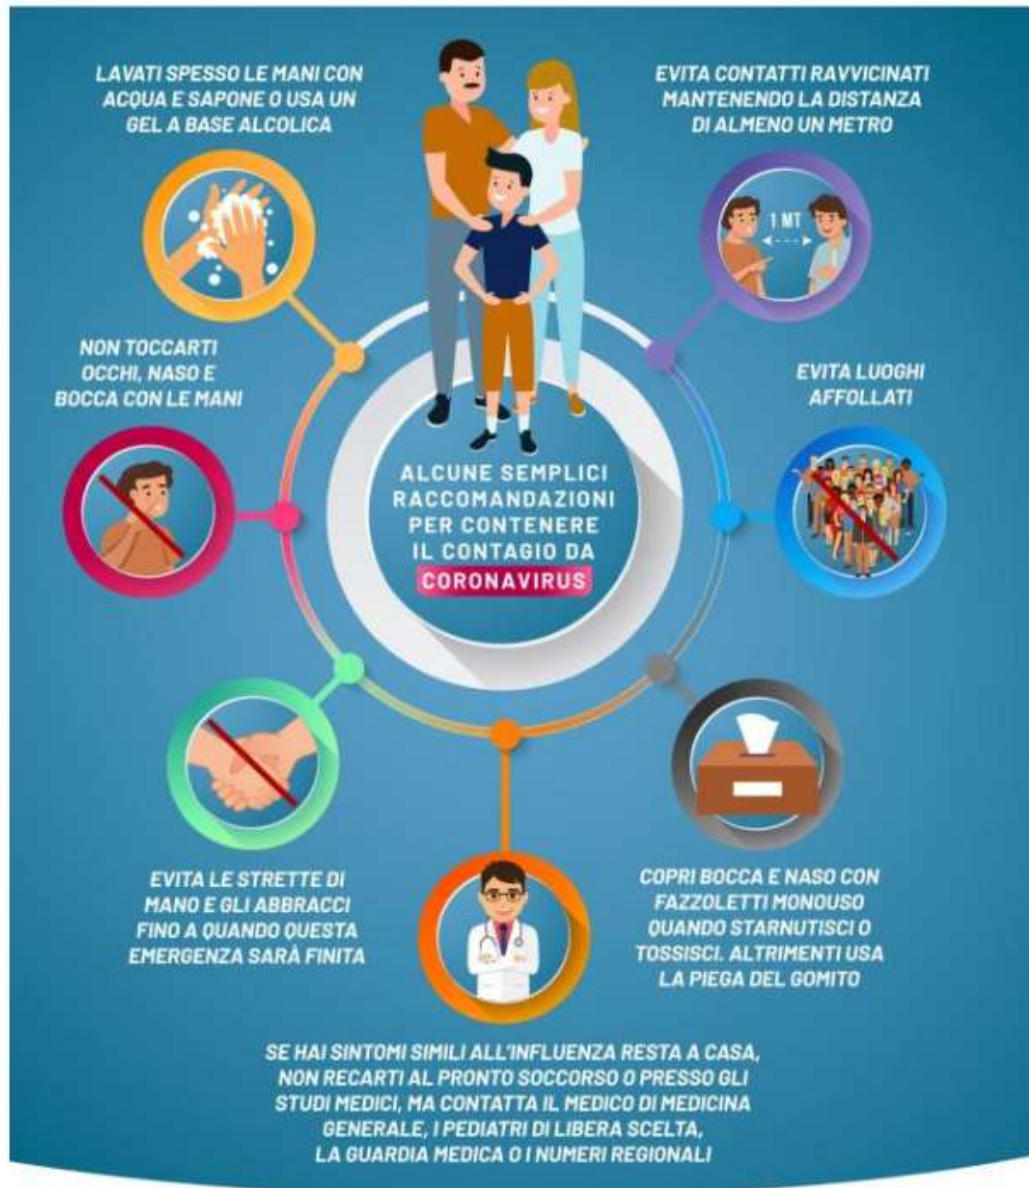 LAVATI SPESSO LE MANI CON
ACQUA E SAPONE O USA UN
GEL A BASE ALCOLICA
EVITA CONTATTI RAVVICINATI
MANTENENDO LA DISTANZA
DI ALMENO UN METRO
1 MT
NON TOCCARTI
OCCHI, NASO E
BOCCA CON LE MANI
EVITA LUOGHI
AFFOLLATI
ALCUNE SEMPLICI
RACCOMANDAZIONI
PER CONTENERE
IL CONTAGIO DA
CORONAVIRUS
EVITA LE STRETTE DI
MANO E GLI ABBRACCI
FINO A QUANDO QUESTA
EMERGENZA SARÀ FINITA
COPRI BOCCA E NASO CON
FAZZOLETTI MONOUSO
QUANDO STARNUTISCI O
TOSSISCI. ALTRIMENTI USA
LA PIEGA DEL GOMITO
SE HAI SINTOMI SIMILI ALL'INFLUENZA RESTA A CASA,
NON RECARTI AL PRONTO SOCCORSO O PRESSO GLI
STUDI MEDICI, MA CONTATTA IL MEDICO DI MEDICINA
GENERALE, I PEDIATRI DI LIBERA SCELTA,
LA GUARDIA MEDICA O I NUMERI REGIONALI